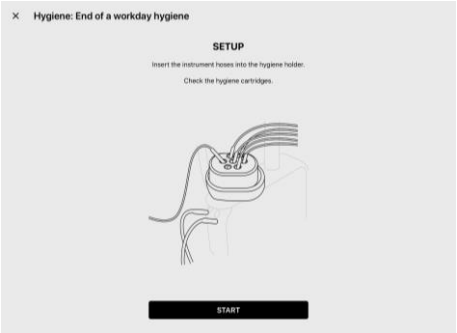 Hygiene: End of a workday hygiene
SETUP
Insert the instrument hoses into the hygiene holder.
Check the hygiene cartridges.
START